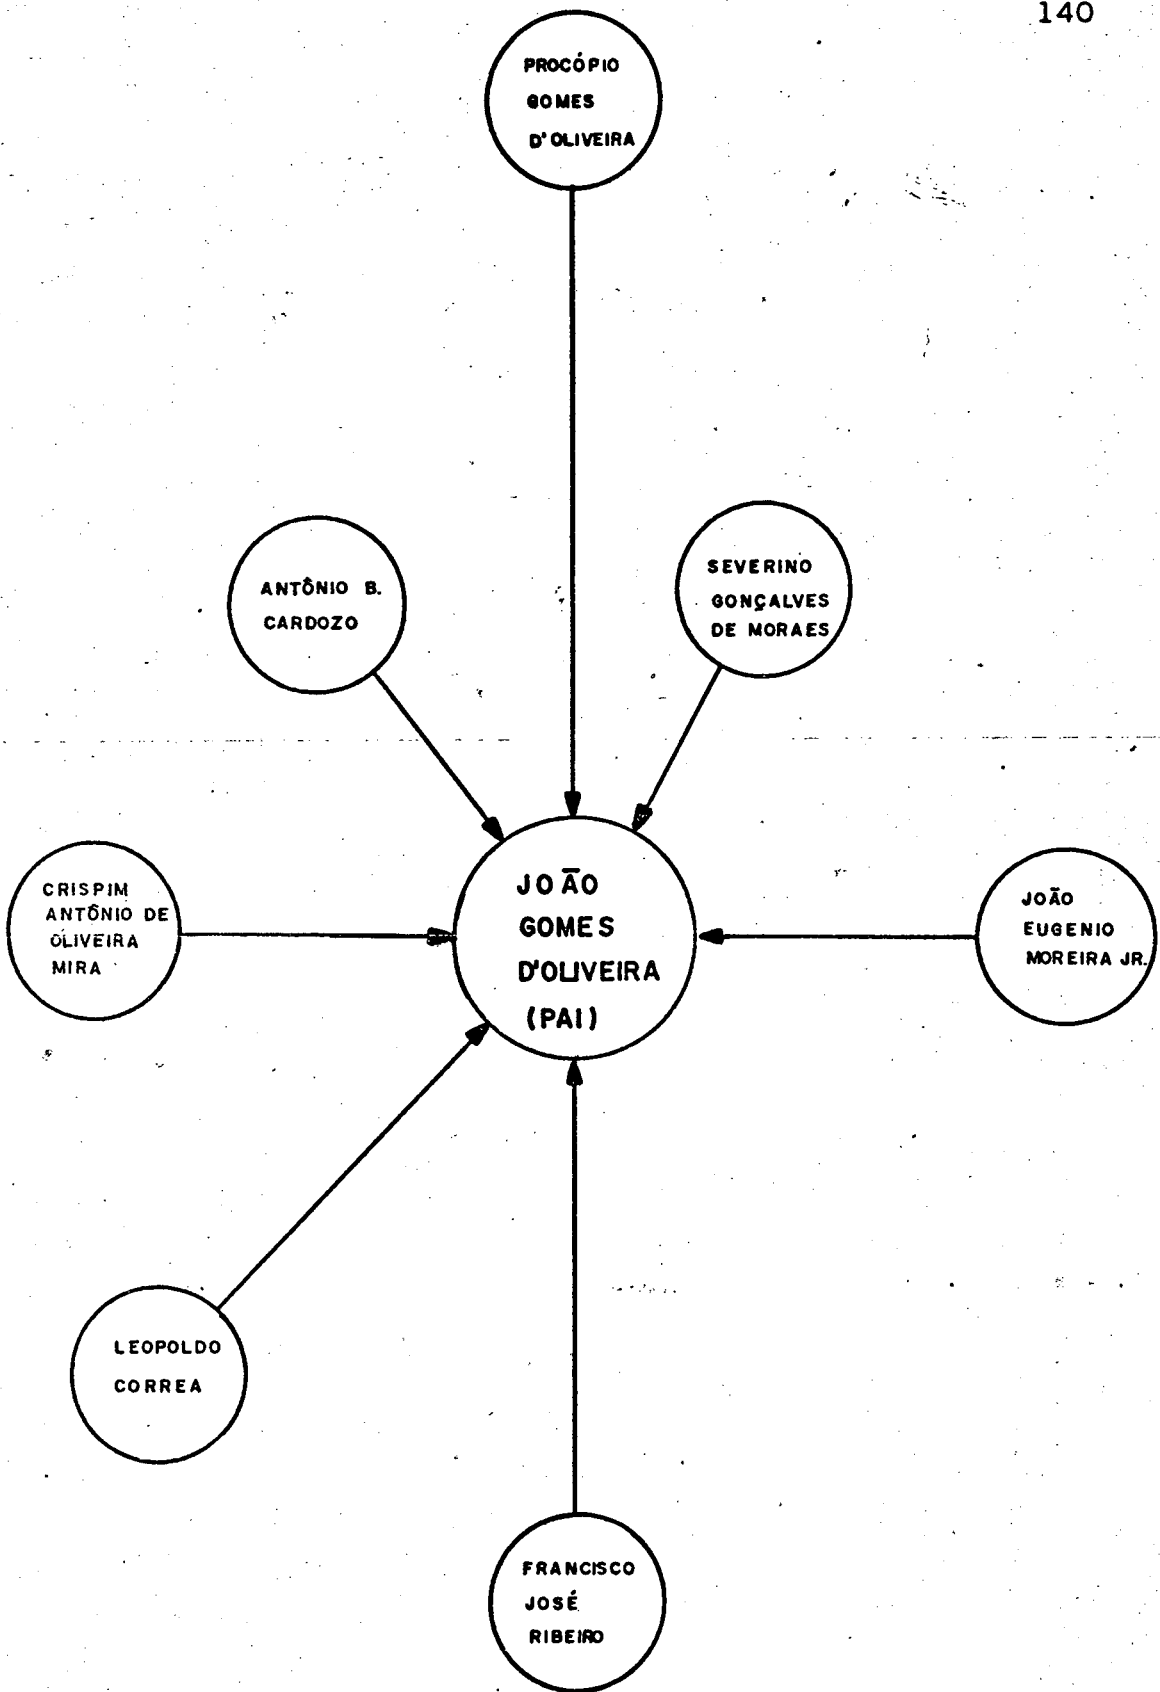 140
PROCÓPIO
GOMES
D'OLIVEIRA
ANTÔNIO B.
CARDOZO
SEVERINO
GONÇALVES
DE MORAES
CRISPIM
ANTÔNIO DE
OLIVEIRA
MIRA
JOÃO
GOMES
D'OLIVEIRA
(PAI)
JOÃO
EUGENIO
MOREIRA JR.
LEOPOLDO
CORREA
FRANCISCO
JOSÉ
RIBEIRO